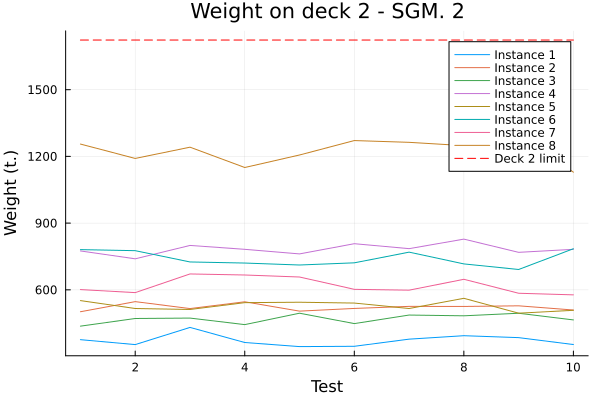 Weight on deck 2 - SGM. 2
Weight (t.)
1500
1200
900
600
Instance 1
Instance 2
Instance 3
Instance 4
Instance 5
Instance 6
Instance 7
Instance 8
Deck 2 limit
2
4
6
8
10
Test